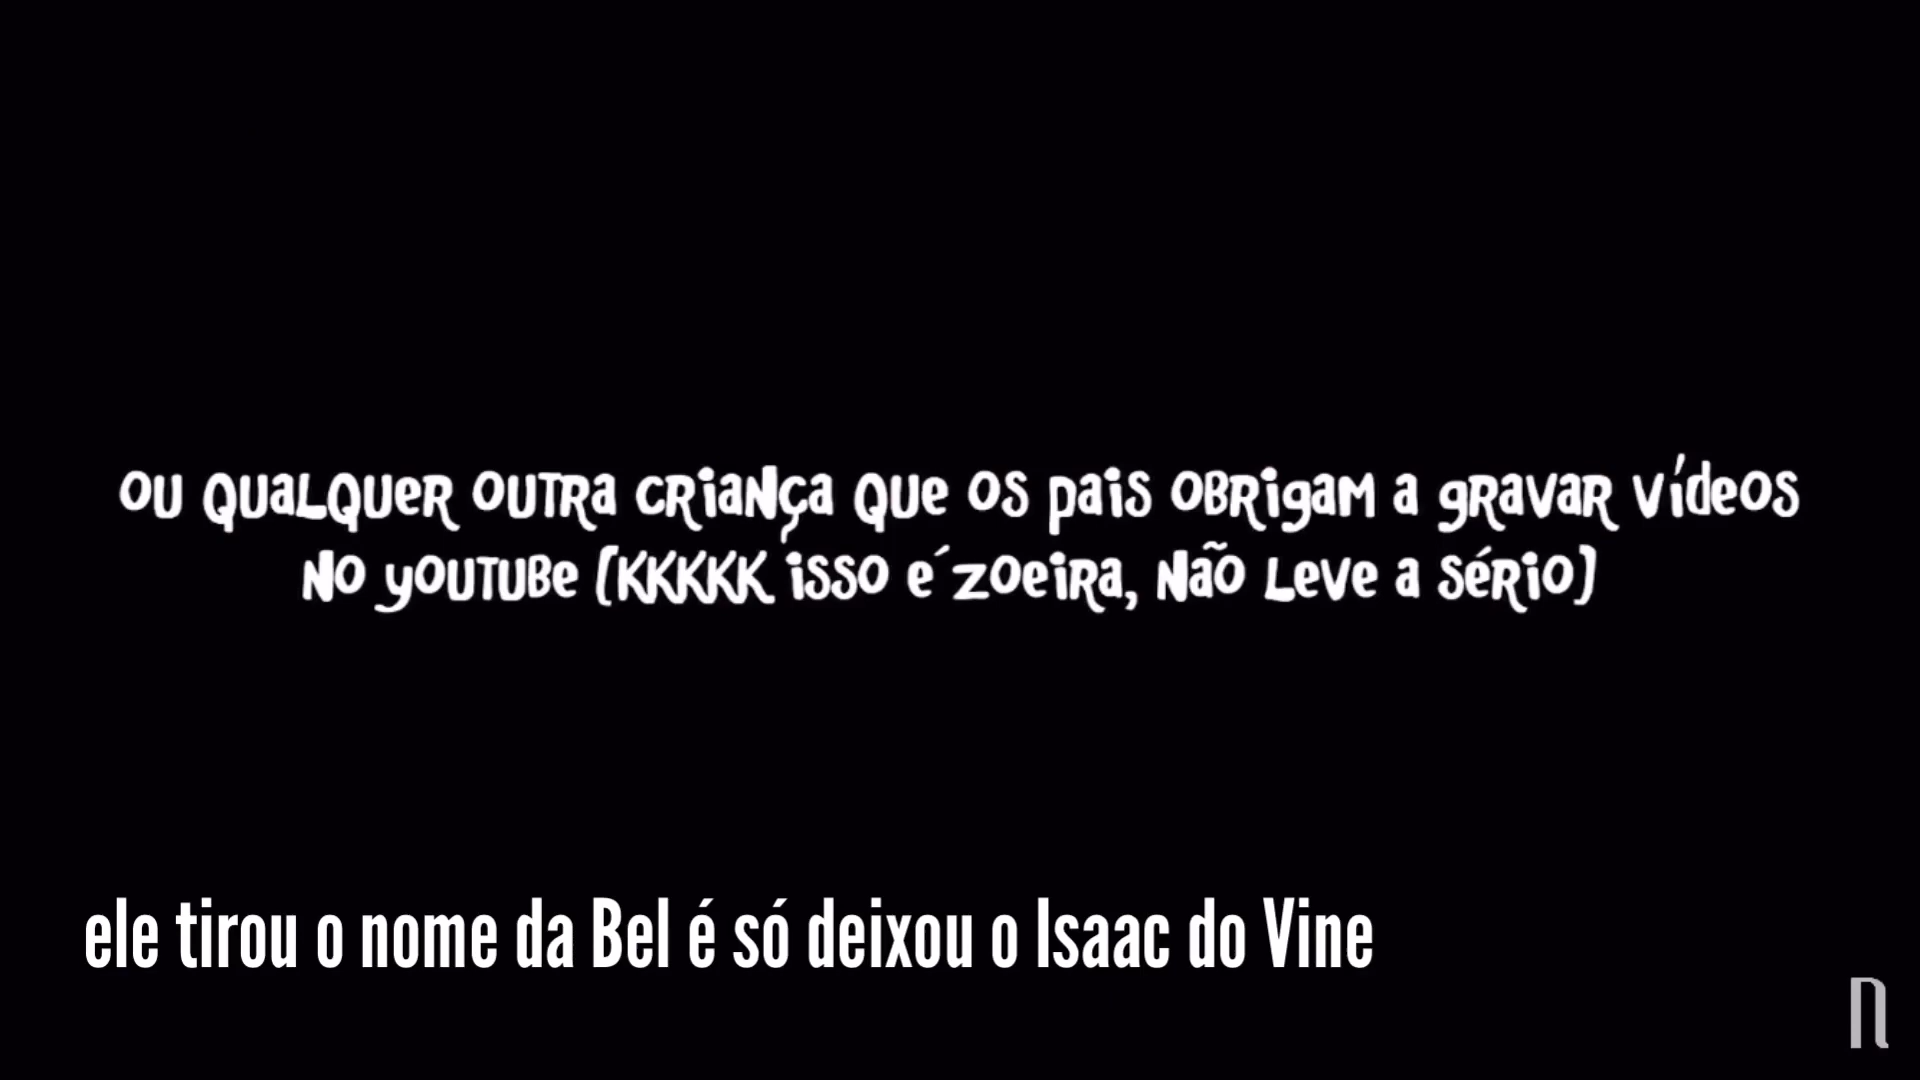 ou qualquer outra criança que os pais obrigam a gravar vídeos
no youtube (kkkkk isso e´zoeira, não leve a sério)
ele tirou o nome da Bel é só deixou o Isaac do Vine
n